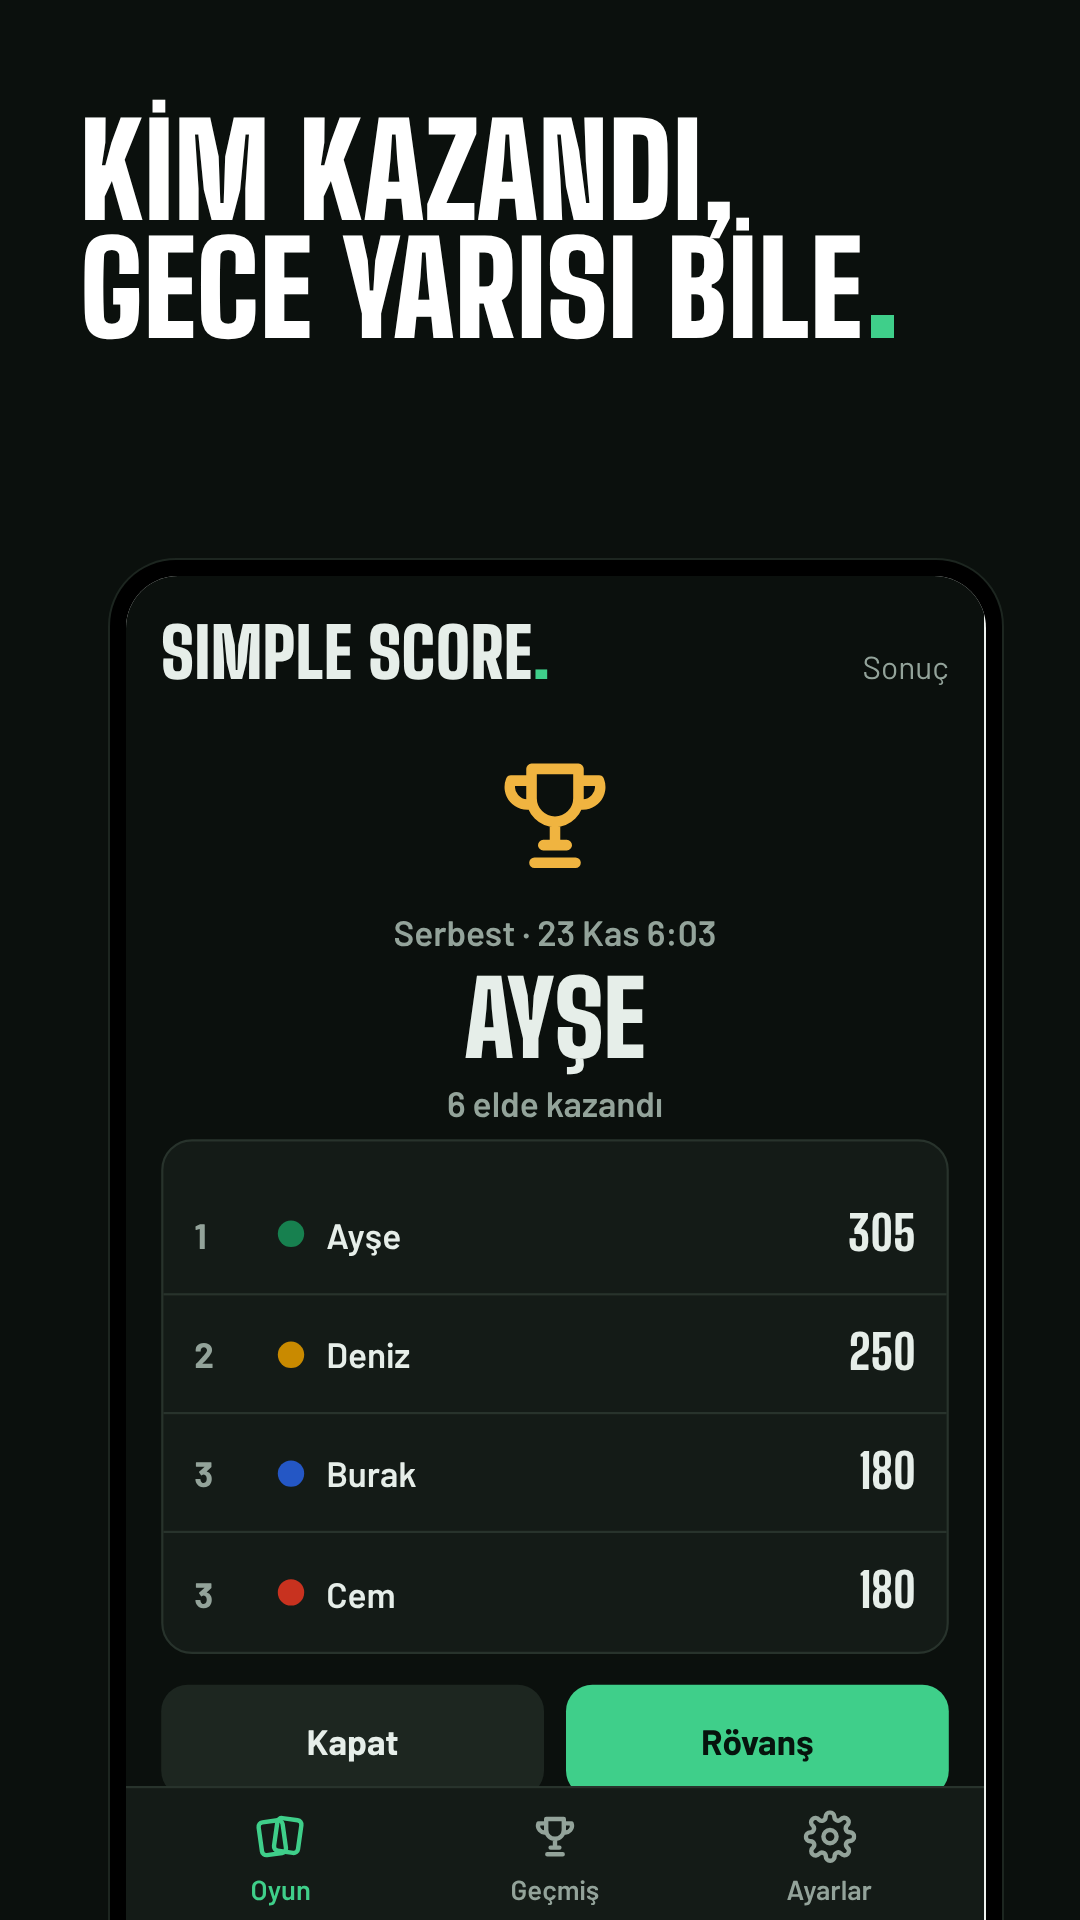 KİM KAZANDI,
GECE YARISI BİLE.
SIMPLE SCORE.
Sonuç
Serbest · 23 Kas 6:03
AYŞE
6 elde kazandı
1 Ayşe 305
2 Deniz 250
3 Burak 180
3 Cem 180
Kapat Rövanş
Oyun Geçmiş Ayarlar